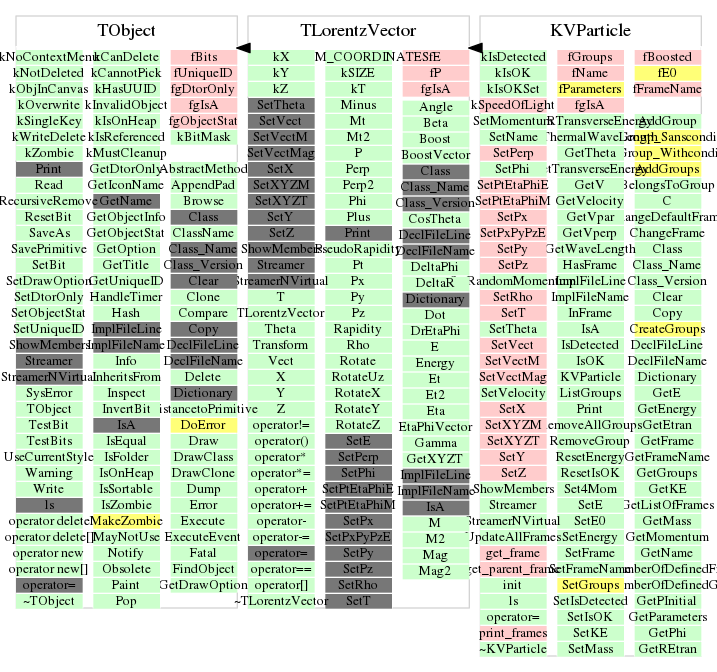 TObject
kNoContextMenu
kNotDeleted
kObjInCanvas
kOverwrite
kSingleKey
kWriteDelete
kZombie
Print
Read
RecursiveRemove
ResetBit
SaveAs
SavePrimitive
SetBit
SetDrawOption
SetDtorOnly
SetObjectStat
SetUniqueID
ShowMembers
Streamer
StreamerNVirtual
SysError
TObject
TestBit
TestBits
UseCurrentStyle
Warning
Write
ls
operator delete
operator delete[]
operator new
operator new[]
operator=
~TObject
kCanDelete
kCannotPick
kHasUUID
kInvalidObject
kIsOnHeap
kIsReferenced
kMustCleanup
GetDtorOnly
GetIconName
GetName
GetObjectInfo
GetObjectStat
GetOption
GetTitle
GetUniqueID
HandleTimer
Hash
ImplFileLine
ImplFileName
Info
InheritsFrom
Inspect
InvertBit
IsA
IsEqual
IsFolder
IsOnHeap
IsSortable
IsZombie
MakeZombie
MayNotUse
Notify
Obsolete
Paint
Pop
fBits
fUniqueID
fgDtorOnly
fgIsA
fgObjectStat
kBitMask
AbstractMethod
AppendPad
Browse
Class
ClassName
Class_Name
Class_Version
Clear
Clone
Compare
Copy
DeclFileLine
DeclFileName
Delete
Dictionary
istancetoPrimitive
DoError
Draw
DrawClass
DrawClone
Dump
Error
Execute
ExecuteEvent
Fatal
FindObject
GetDrawOption
TLorentzVector
kX
kY
kZ
SetTheta
SetVect
SetVectM
SetVectMag
SetX
SetXYZM
SetXYZT
SetY
SetZ
ShowMembers
Streamer
StreamerNVirtual
T
TLorentzVector
Theta
Transform
Vect
X
Y
Z
operator!=
operator()
operator*
operator*=
operator+
operator+=
operator-
operator-=
operator=
operator==
operator[]
~TLorentzVector
M_COORDINATES
kSIZE
kT
Minus
Mt
Mt2
P
Perp
Perp2
Phi
Plus
Print
PseudoRapidity
Pt
Px
Py
Pz
Rapidity
Rho
Rotate
RotateUz
RotateX
RotateY
RotateZ
SetE
SetPerp
SetPhi
SetPtEtaPhiE
SetPtEtaPhiM
SetPx
SetPxPyPzE
SetPy
SetPz
SetRho
SetT
fE
fP
fgIsA
Angle
Beta
Boost
BoostVector
Class
Class_Name
Class_Version
CosTheta
DeclFileLine
DeclFileName
DeltaPhi
DeltaR
Dictionary
Dot
DrEtaPhi
E
Energy
Et
Et2
Eta
EtaPhiVector
Gamma
GetXYZT
ImplFileLine
ImplFileName
IsA
M
M2
Mag
Mag2
KVParticle
kIsDetected
kIsOK
kIsOKSet
kSpeedOfLight
SetMomentum
SetName
SetPerp
SetPhi
SetPtEtaPhiE
SetPtEtaPhiM
SetPx
SetPxPyPzE
SetPy
SetPz
RandomMomentum
SetRho
SetT
SetTheta
SetVect
SetVectM
SetVectMag
SetVelocity
SetX
SetXYZM
SetXYZT
SetY
SetZ
ShowMembers
Streamer
StreamerNVirtual
UpdateAllFrames
get_frame
get_parent_frame
init
ls
operator=
print_frames
~KVParticle
fGroups
fName
fParameters
fgIsA
GetTheta
GetV
GetVelocity
GetVpar
GetVperp
GetWaveLength
HasFrame
ImplFileLine
ImplFileName
InFrame
IsA
IsDetected
IsOK
KVParticle
ListGroups
Print
RemoveGroup
ResetEnergy
ResetIsOK
Set4Mom
SetE
SetE0
SetEnergy
SetFrame
SetFrameName
SetGroups
SetIsDetected
SetIsOK
SetKE
SetMass
fBoosted
fE0
fFrameName
AddGroup
AddGroups
BelongsToGroup
C
ChangeFrame
Class
Class_Name
Class_Version
Clear
Copy
CreateGroups
DeclFileLine
DeclFileName
Dictionary
GetE
GetEnergy
GetEtran
GetFrame
GetFrameName
GetGroups
GetKE
GetListOfFrames
GetMass
GetMomentum
GetName
GetPInitial
GetParameters
GetPhi
GetREtran